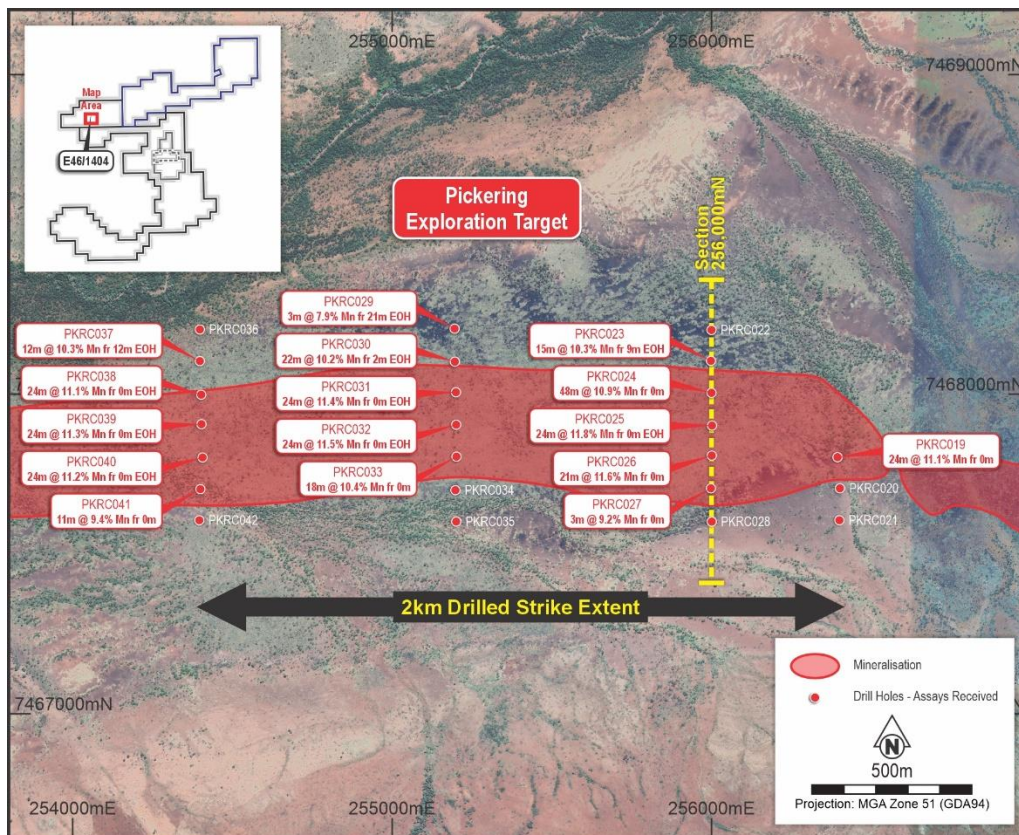 255000mE
256000mE
7469000mN
Map
Area
E46/1404
Pickering
Exploration Target
Section
256,000mN
PKRC029
3m @ 7.9% Mn fr 21m EOH
PKRC036
PKRC037
12m @ 10.3% Mn fr 12m EOH
PKRC030
22m @ 10.2% Mn fr 2m EOH
PKRC023
15m @ 10.3% Mn fr 9m EOH
PKRC022
PKRC038
24m @ 11.1% Mn fr 0m EOH
PKRC031
24m @ 11.4% Mn fr 0m EOH
PKRC024
48m @ 10.9% Mn fr 0m
7468000mN
PKRC039
24m @ 11.3% Mn fr 0m EOH
PKRC032
24m @ 11.5% Mn fr 0m EOH
PKRC025
24m @ 11.8% Mn fr 0m EOH
PKRC040
24m @ 11.2% Mn fr 0m EOH
PKRC033
18m @ 10.4% Mn fr 0m
PKRC026
21m @ 11.6% Mn fr 0m
PKRC019
24m @ 11.1% Mn fr 0m
PKRC041
11m @ 9.4% Mn fr 0m
PKRC034
PKRC027
3m @ 9.2% Mn fr 0m
PKRC020
PKRC042
PKRC035
PKRC028
PKRC021
2km Drilled Strike Extent
7467000mN
Mineralisation
Drill Holes - Assays Received
N
500m
Projection: MGA Zone 51 (GDA94)
254000mE
255000mE
256000mE